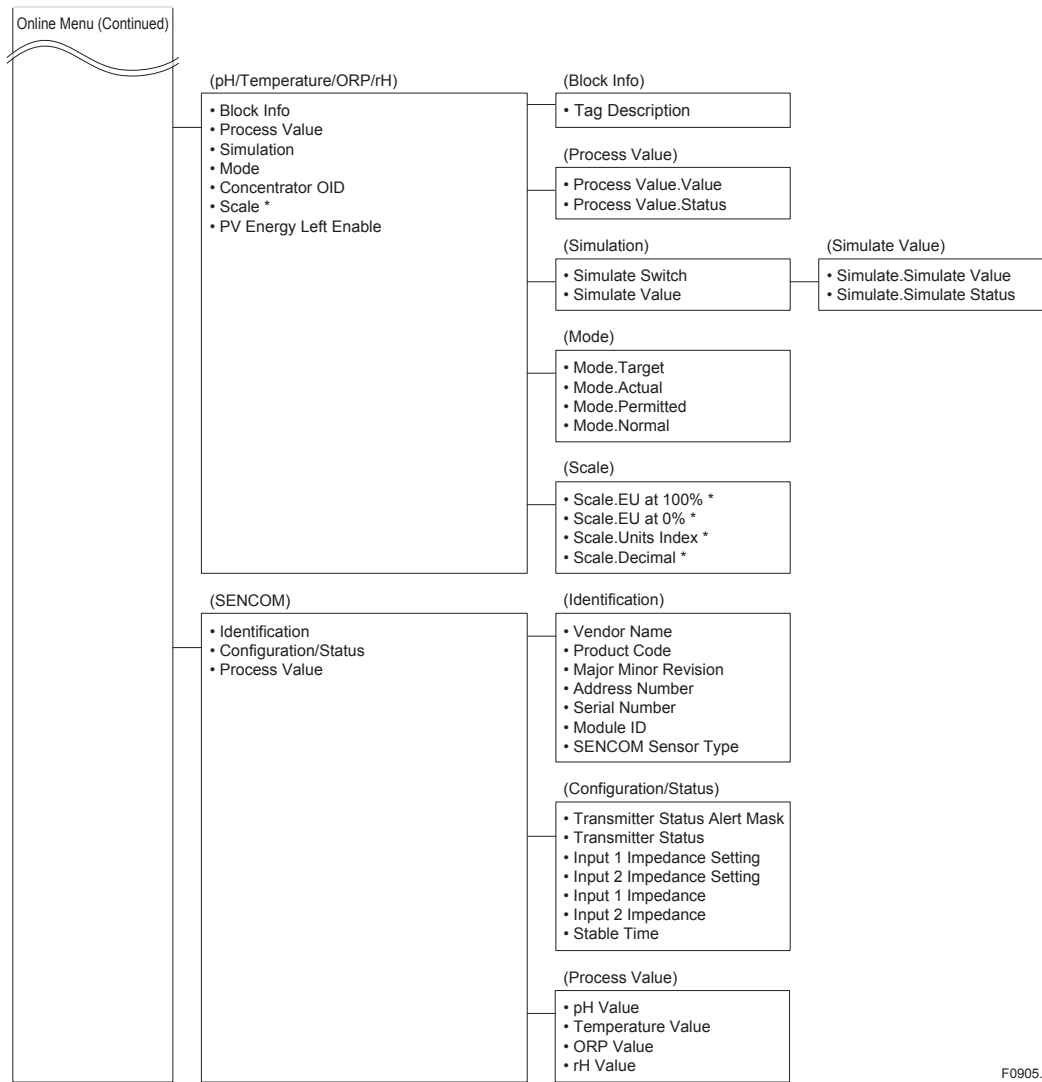 Online Menu (Continued)
(pH/Temperature/ORP/rH)
• Block Info
• Process Value
• Simulation
• Mode
• Concentrator OID
• Scale *
• PV Energy Left Enable
(Block Info)
• Tag Description
(Process Value)
• Process Value.Value
• Process Value.Status
(Simulation)
• Simulate Switch
• Simulate Value
(Simulate Value)
• Simulate.Simulate Value
• Simulate.Simulate Status
(Mode)
• Mode.Target
• Mode.Actual
• Mode.Permitted
• Mode.Normal
(Scale)
• Scale.EU at 100% *
• Scale.EU at 0% *
• Scale.Units Index *
• Scale.Decimal *
(SENCOM)
• Identification
• Configuration/Status
• Process Value
(Identification)
• Vendor Name
• Product Code
• Major Minor Revision
• Address Number
• Serial Number
• Module ID
• SENCOM Sensor Type
(Configuration/Status)
• Transmitter Status Alert Mask
• Transmitter Status
• Input 1 Impedance Setting
• Input 2 Impedance Setting
• Input 1 Impedance
• Input 2 Impedance
• Stable Time
(Process Value)
• pH Value
• Temperature Value
• ORP Value
• rH Value
F0905.